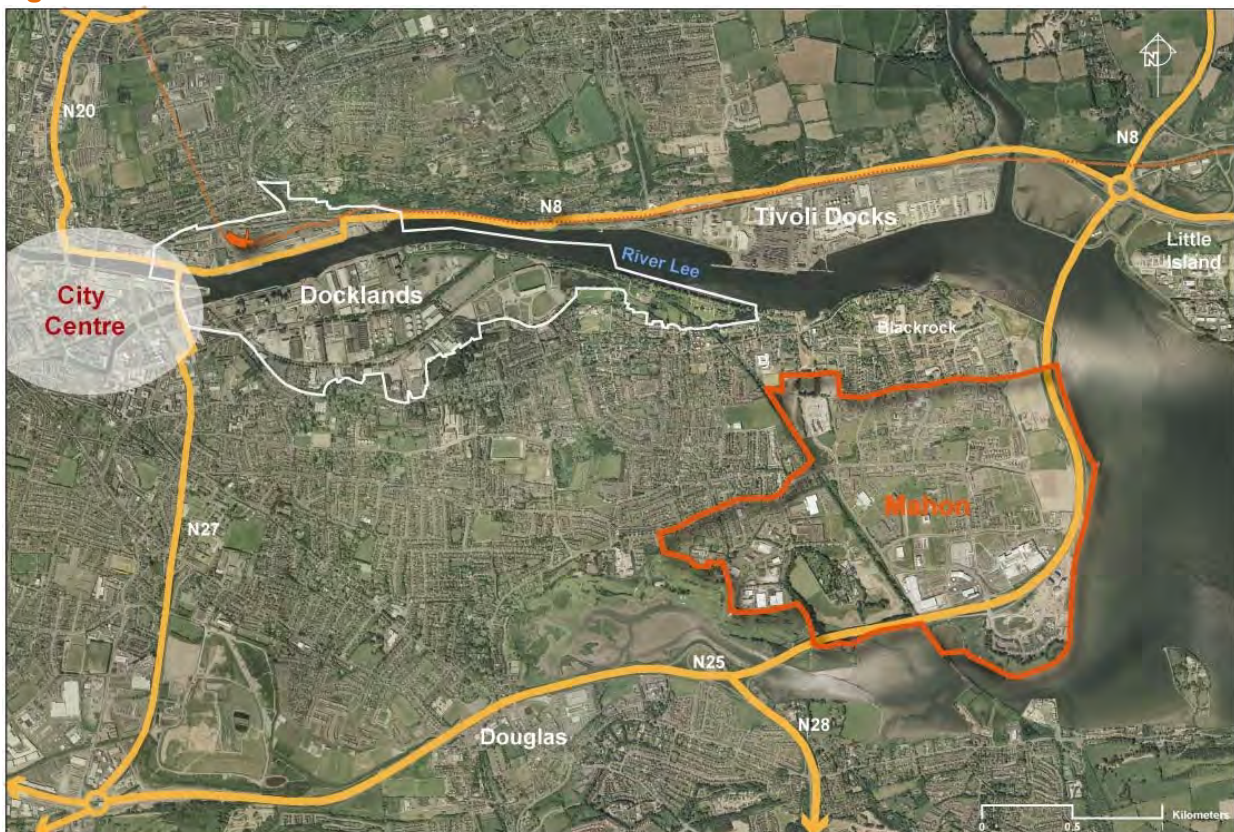 N20
N8
N8
Tivoli Docks
River Lee
Little
Island
City
Centre
Docklands
Blackrock
Mahon
N27
N25
N28
Douglas
0
0.5
Kilometers
N